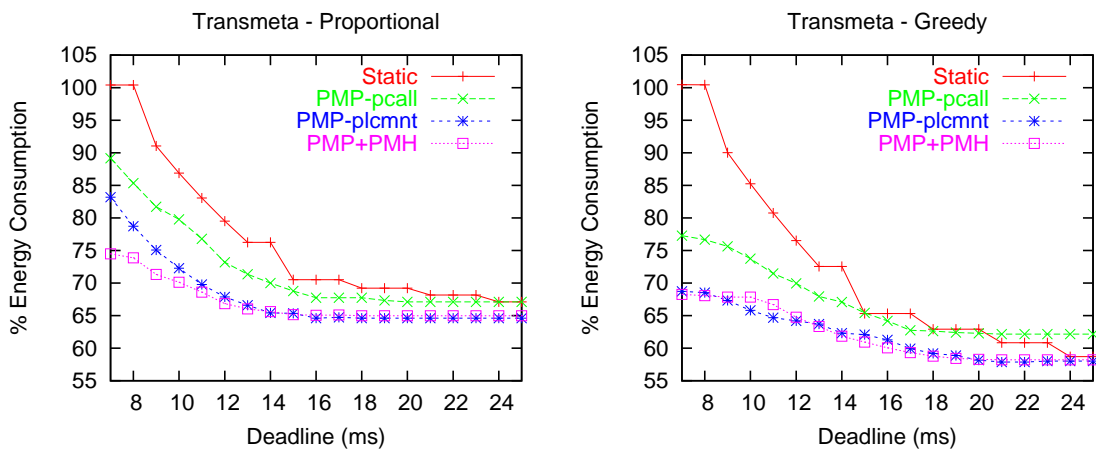 Transmeta - Proportional
105
100
95
90
85
80
75
70
65
60
55
% Energy Consumption
Static
PMP-pcall
PMP-plcmnt
PMP+PMH
8 10 12 14 16 18 20 22 24
Deadline (ms)
Transmeta - Greedy
105
100
95
90
85
80
75
70
65
60
55
% Energy Consumption
Static
PMP-pcall
PMP-plcmnt
PMP+PMH
8 10 12 14 16 18 20 22 24
Deadline (ms)